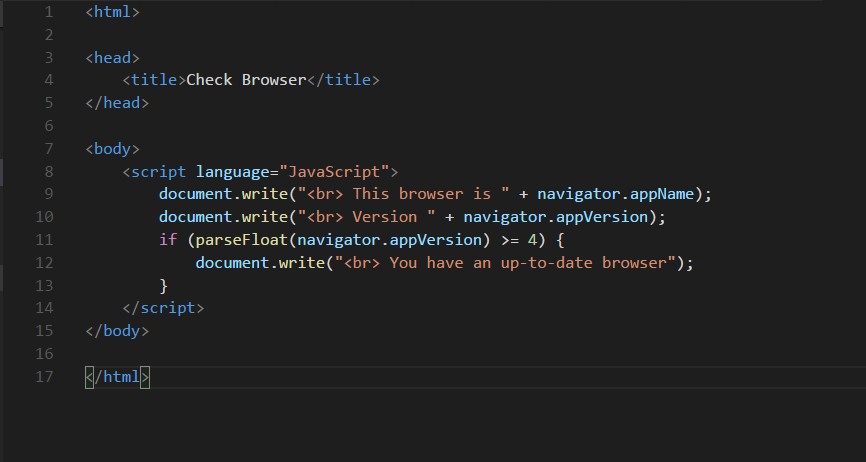 1 <html>
2
3 <head>
4 <title>Check Browser</title>
5 </head>
6
7 <body>
8 <script language="JavaScript">
9 document.write("<br> This browser is " + navigator.appName);
10 document.write("<br> Version " + navigator.appVersion);
11 if (parseFloat(navigator.appVersion) >= 4) {
12 document.write("<br> You have an up-to-date browser");
13 }
14 </script>
15 </body>
16
17 </html>